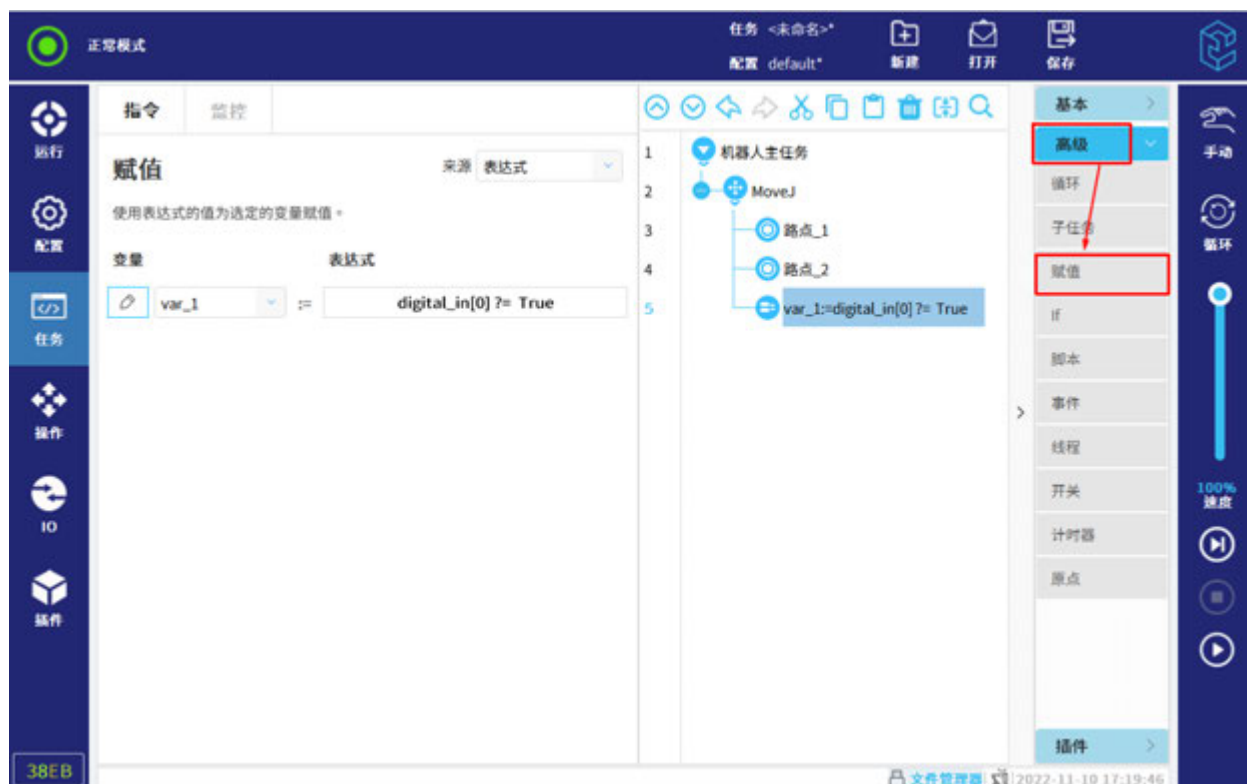 正常模式
任务 <未命名>*
配置 default*
新建
打开
保存
运行
配置
任务
操作
IO
插件
38EB
指令 监控
赋值
来源 表达式
使用表达式的值为选定的变量赋值。
变量 表达式
var_1 := digital_in[0] ?= True
1 机器人主任务
2 MoveJ
3 路点_1
4 路点_2
5 var_1:=digital_in[0] ?= True
基本
高级
循环
子任务
赋值
If
脚本
事件
线程
开关
计时器
原点
插件
手动
循环
100%
速度
文件管理器 2022-11-10 17:19:46